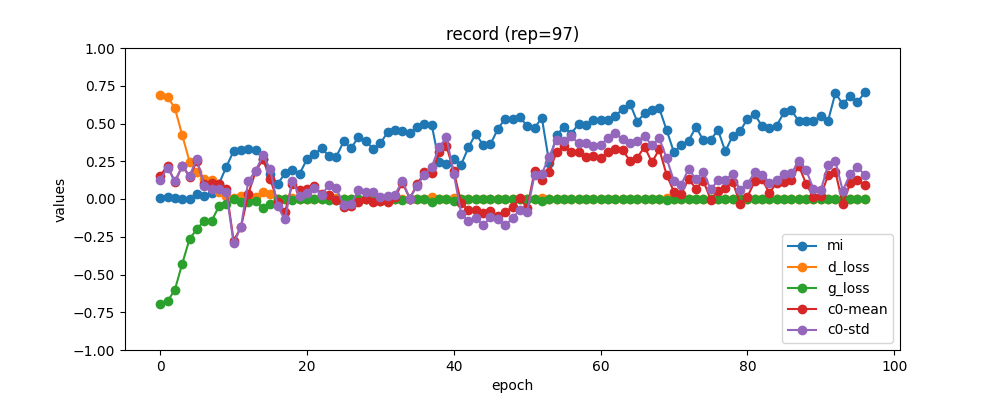 record (rep=97)
1.00
0.75
0.50
0.25
0.00
−0.25
−0.50
−0.75
−1.00
values
0 20 40 60 80 100
epoch
mi
d_loss
g_loss
c0-mean
c0-std